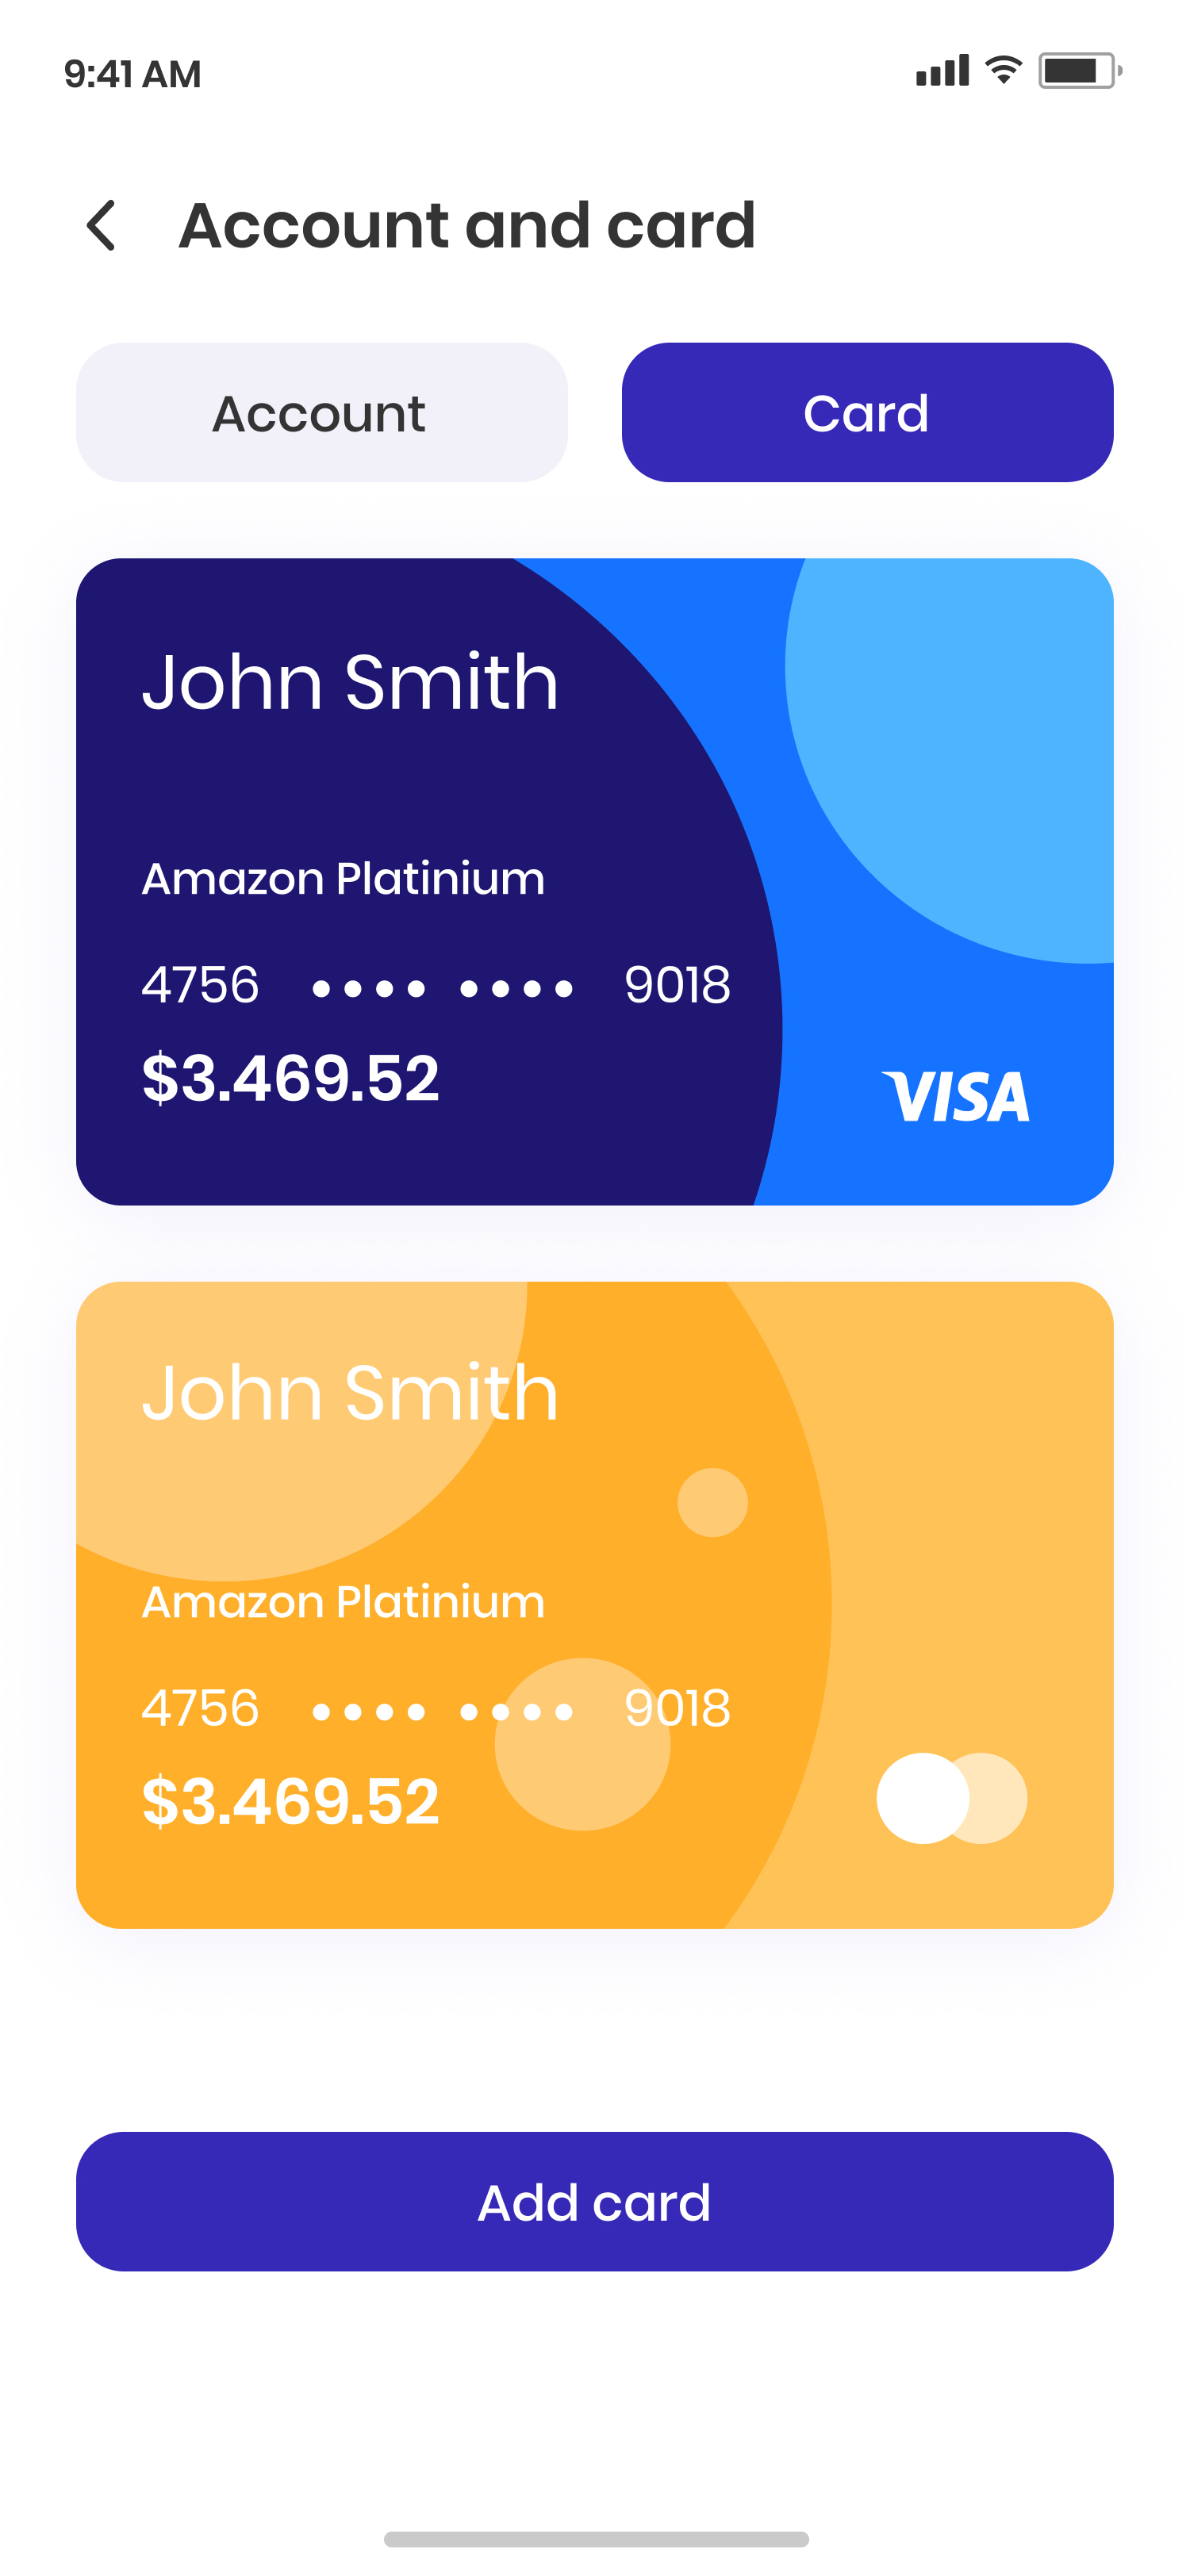 9:41 AM
Account and card
Account
Card
John Smith
Amazon Platinium
4756 •••• •••• 9018
$3.469.52
VISA
John Smith
Amazon Platinium
4756 •••• •••• 9018
$3.469.52
Add card